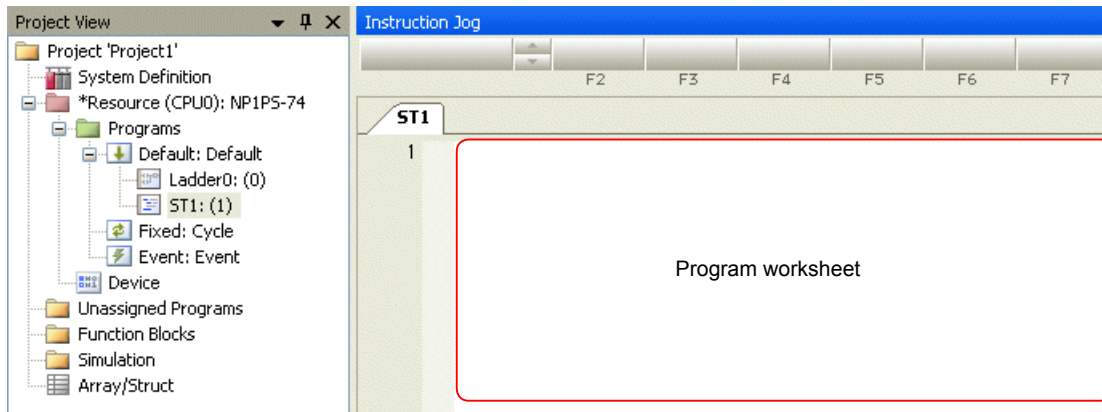 Project View
Project 'Project1'
System Definition
*Resource (CPU0): NP1PS-74
Programs
Default: Default
Ladder0: (0)
ST1: (1)
Fixed: Cycle
Event: Event
Device
Unassigned Programs
Function Blocks
Simulation
Array/Struct
Instruction Jog
F2 F3 F4 F5 F6 F7
ST1
1
Program worksheet